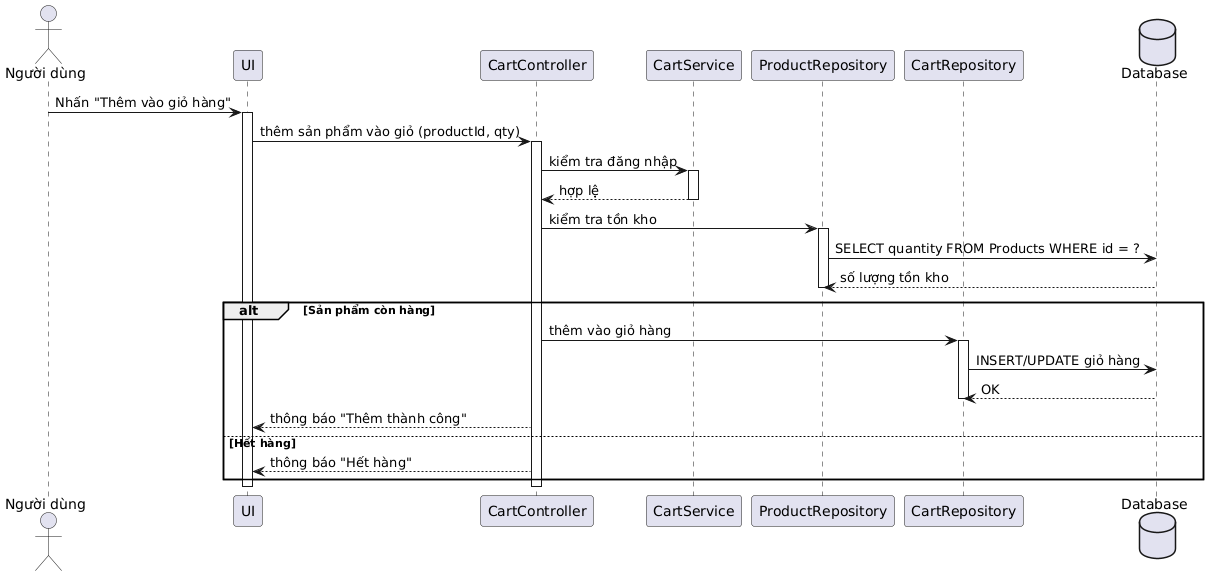 Người dùng
UI
CartController
CartService
ProductRepository
CartRepository
Database
Nhấn "Thêm vào giỏ hàng"
thêm sản phẩm vào giỏ (productId, qty)
kiểm tra đăng nhập
hợp lệ
kiểm tra tồn kho
SELECT quantity FROM Products WHERE id = ?
số lượng tồn kho
alt [Sản phẩm còn hàng]
thêm vào giỏ hàng
INSERT/UPDATE giỏ hàng
OK
thông báo "Thêm thành công"
[Hết hàng]
thông báo "Hết hàng"
Người dùng
UI
CartController
CartService
ProductRepository
CartRepository
Database